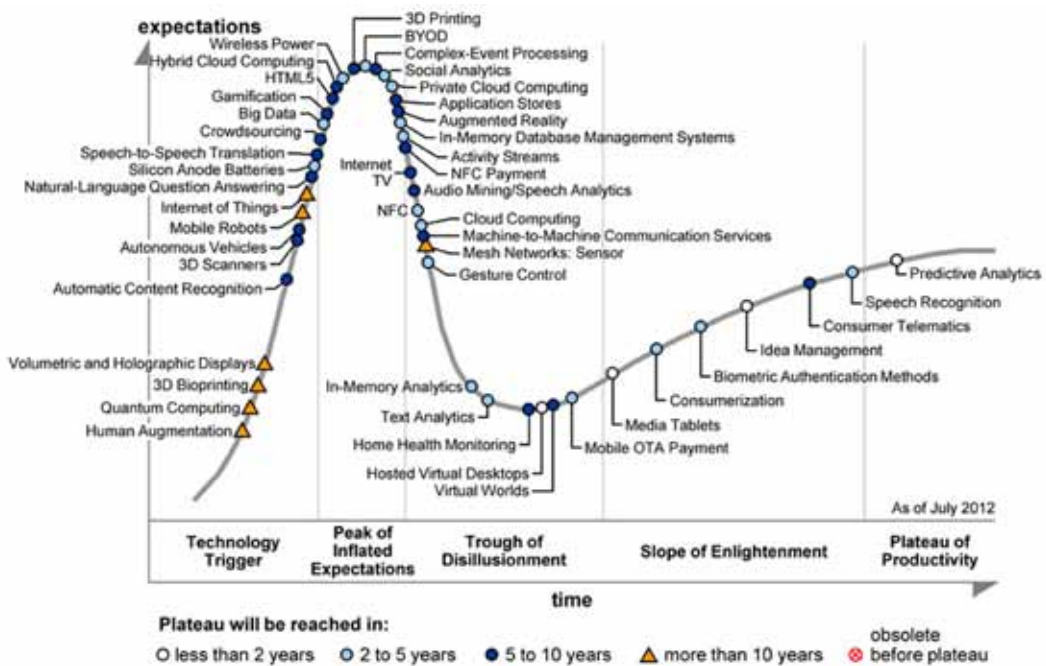 expectations
3D Printing
BYOD
Wireless Power
Complex-Event Processing
Hybrid Cloud Computing
Social Analytics
HTML5
Private Cloud Computing
Gamification
Application Stores
Big Data
Augmented Reality
Crowdsourcing
In-Memory Database Management Systems
Speech-to-Speech Translation
Activity Streams
Silicon Anode Batteries
NFC Payment
Internet
TV
Natural-Language Question Answering
Audio Mining/Speech Analytics
Internet of Things
NFC
Mobile Robots
Cloud Computing
Autonomous Vehicles
Machine-to-Machine Communication Services
3D Scanners
Mesh Networks: Sensor
Gesture Control
Automatic Content Recognition
Predictive Analytics
Speech Recognition
Consumer Telematics
Idea Management
Volumetric and Holographic Displays
Biometric Authentication Methods
3D Bioprinting
In-Memory Analytics
Consumerization
Quantum Computing
Text Analytics
Media Tablets
Human Augmentation
Home Health Monitoring
Mobile OTA Payment
Hosted Virtual Desktops
Virtual Worlds
As of July 2012
Technology
Trigger
Peak of
Inflated
Expectations
Trough of
Disillusionment
Slope of Enlightenment
Plateau of
Productivity
time
Plateau will be reached in:
less than 2 years
2 to 5 years
5 to 10 years
more than 10 years
obsolete
before plateau